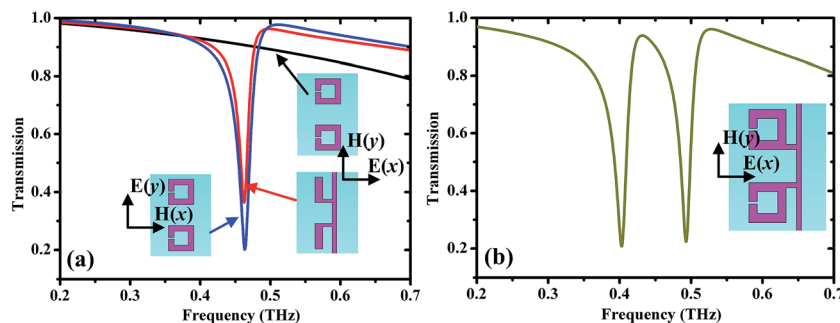 1.0
0.8
0.6
0.4
0.2
Transmission
H(y)
E(x)
E(y)
H(x)
(a)
0.2 0.3 0.4 0.5 0.6 0.7
Frequency (THz)
1.0
0.8
0.6
0.4
0.2
Transmission
H(y)
E(x)
(b)
0.2 0.3 0.4 0.5 0.6 0.7
Frequency (THz)